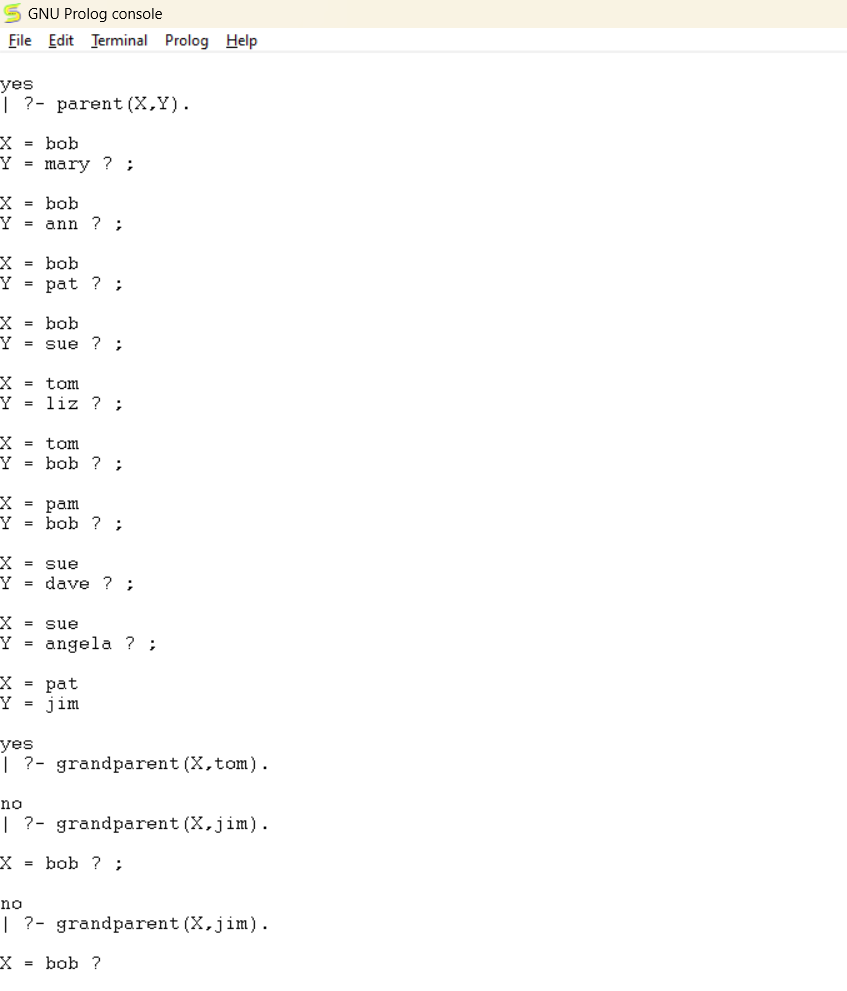 GNU Prolog console
File Edit Terminal Prolog Help
yes
| ?- parent(X,Y).
X = bob
Y = mary ? ;
X = bob
Y = ann ? ;
X = bob
Y = pat ? ;
X = bob
Y = sue ? ;
X = tom
Y = liz ? ;
X = tom
Y = bob ? ;
X = pam
Y = bob ? ;
X = sue
Y = dave ? ;
X = sue
Y = angela ? ;
X = pat
Y = jim
yes
| ?- grandparent(X,tom).
no
| ?- grandparent(X,jim).
X = bob ? ;
no
| ?- grandparent(X,jim).
X = bob ?